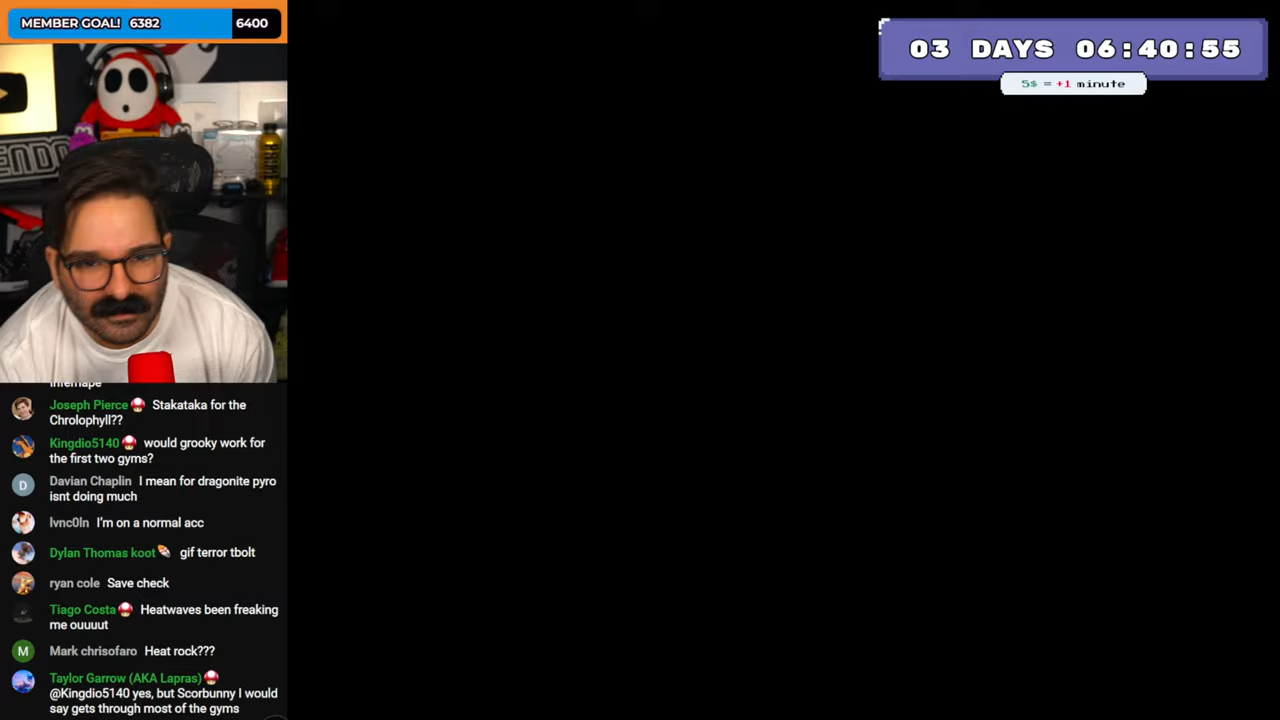 MEMBER GOAL! 6382 6400
03 DAYS 06:40:55
5$ = +1 minute
ENDO
Joseph Pierce Stakataka for the
Chrolophyll??
Kingdio5140 would grooky work for
the first two gyms?
Davian Chaplin I mean for dragonite pyro
isnt doing much
lvnc0ln I'm on a normal acc
Dylan Thomas koot gif terror tbolt
ryan cole Save check
Tiago Costa Heatwaves been freaking
me ouuuut
Mark chrisofaro Heat rock???
Taylor Garrow (AKA Lapras)
@Kingdio5140 yes, but Scorbunny I would
say gets through most of the gyms